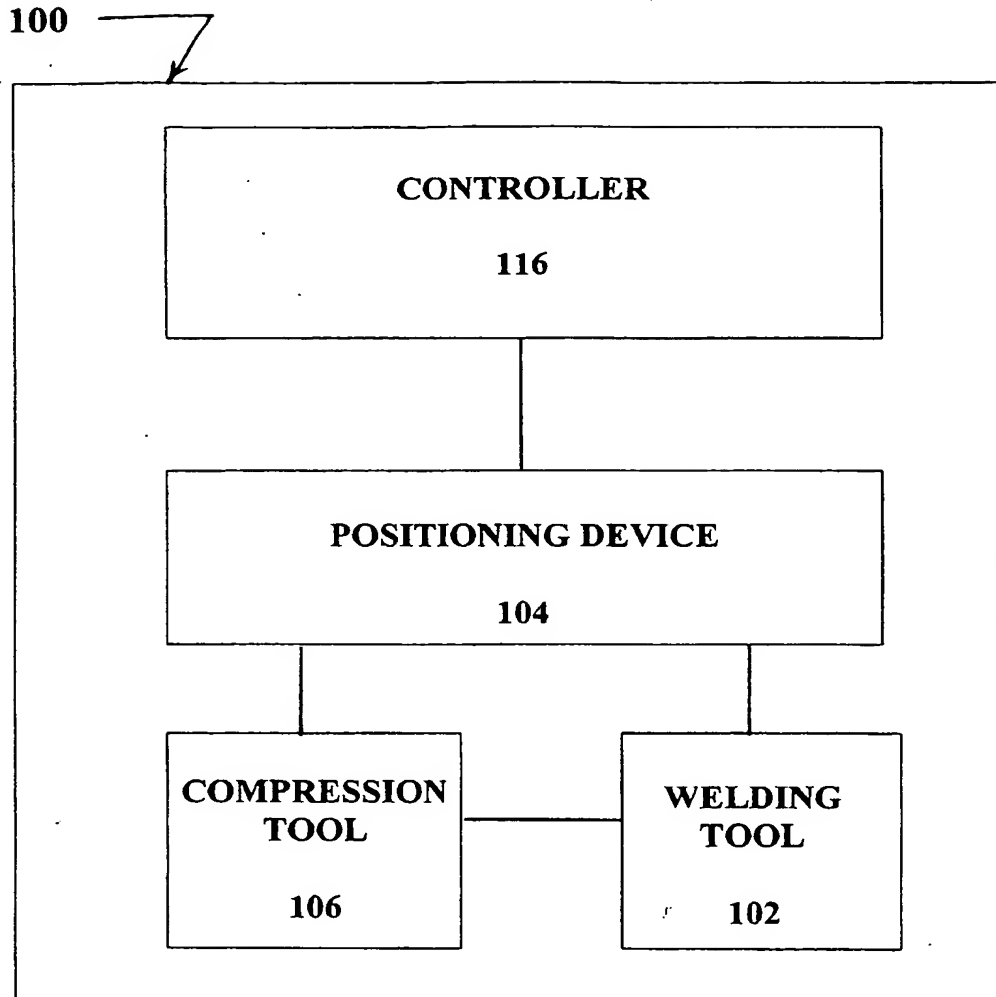 100
CONTROLLER
116
POSITIONING DEVICE
104
COMPRESSION
TOOL
106
WELDING
TOOL
102